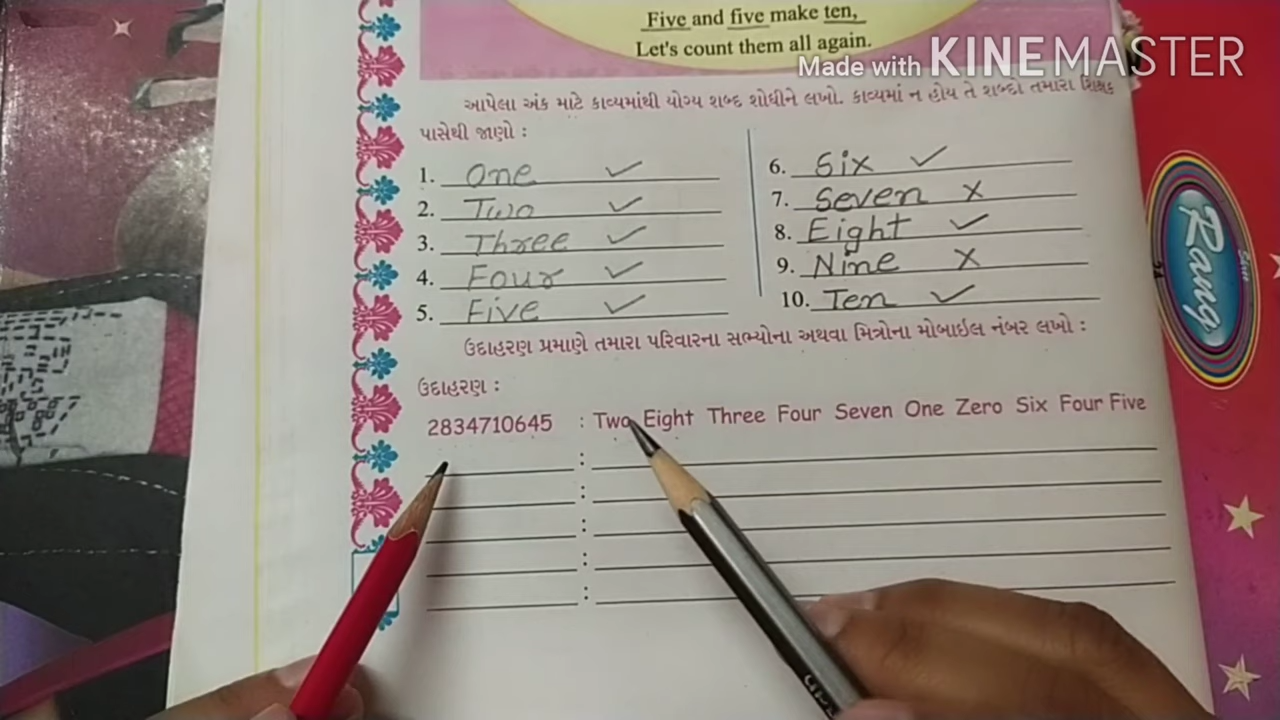 Five and five make ten,
Let's count them all again.
Made with KINEMASTER
આપેલા અંક માટે કાવ્યમાંથી યોગ્ય શબ્દ શોધીને લખો. કાવ્યમાં ન હોય તે શબ્દો તમારા શિક્ષક
પાસેથી જાણો :
1. One ✓
2. Two ✓
3. Three ✓
4. Four ✓
5. Five ✓
6. Six ✓
7. Seven x
8. Eight ✓
9. Nine x
10. Ten ✓
ઉદાહરણ પ્રમાણે તમારા પરિવારના સભ્યોના અથવા મિત્રોના મોબાઇલ નંબર લખો :
ઉદાહરણ :
2834710645 : Two Eight Three Four Seven One Zero Six Four Five
:
:
:
:
:
Rang